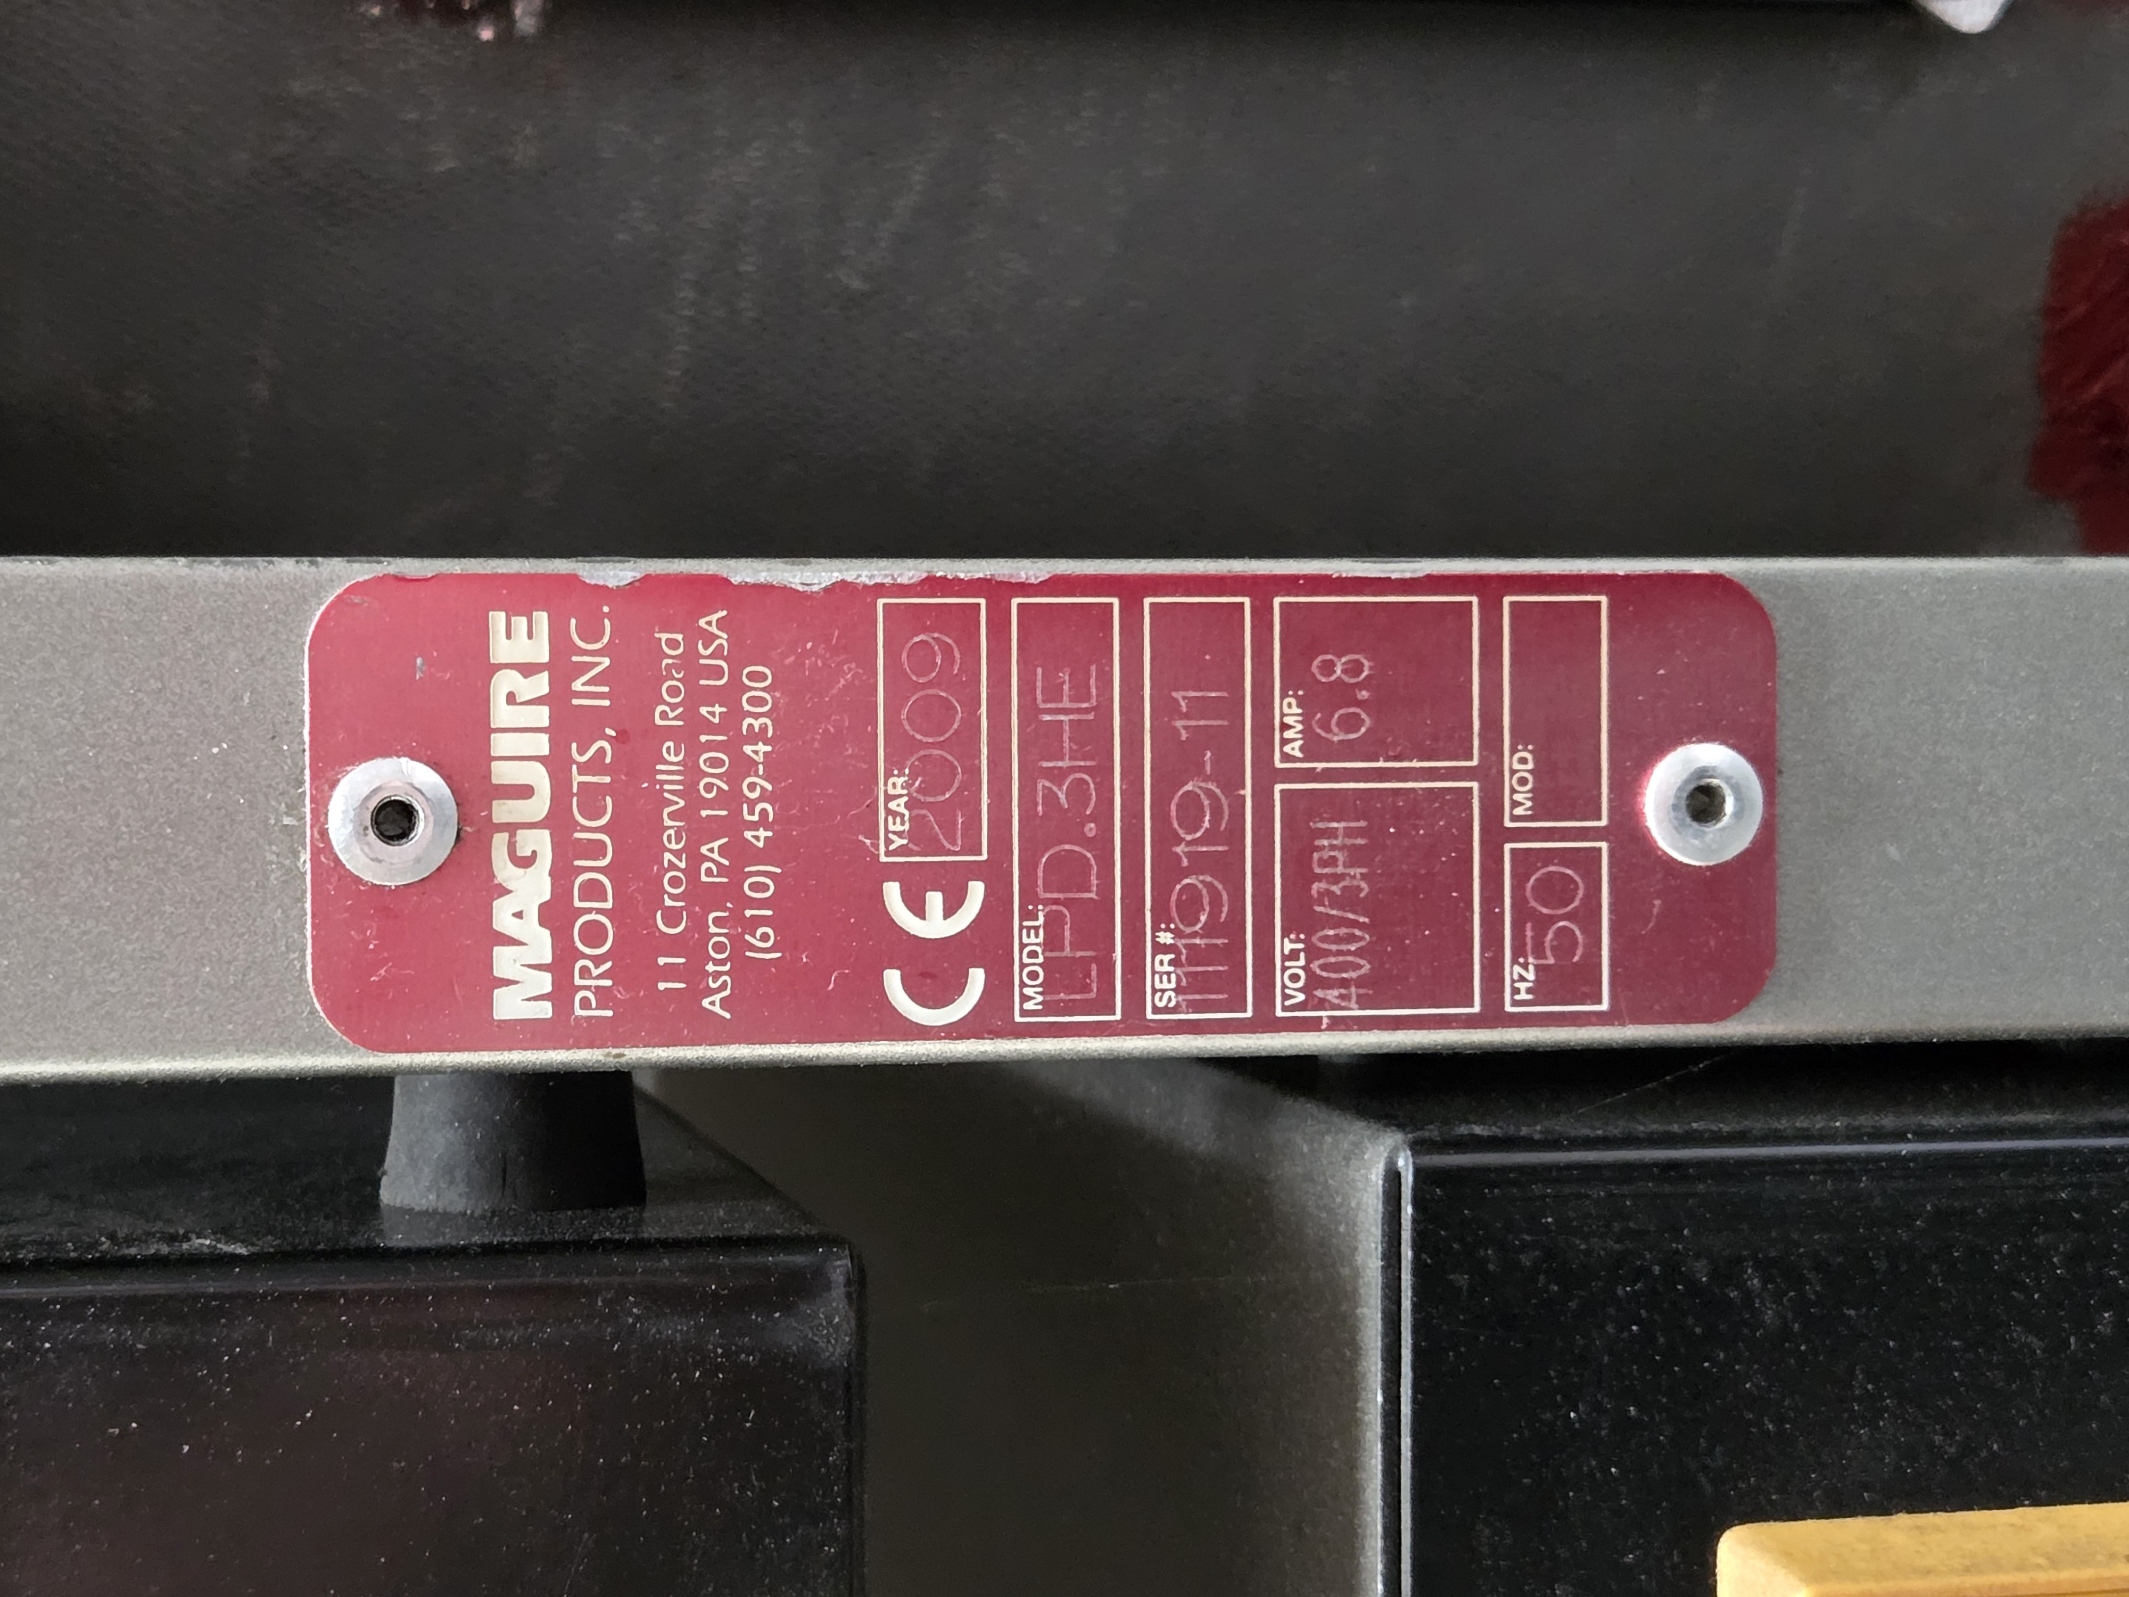 MAGUIRE
PRODUCTS, INC.
11 Crozerville Road
Aston, PA 19014 USA
(610) 459-4300
CE YEAR: 2009
MODEL: LPD.3HE
SER #: 11919-11
VOLT: 400/3PH AMP: 6.8
HZ: 50 MOD: